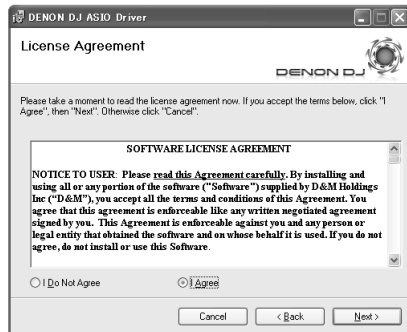 DENON DJ ASIO Driver
License Agreement
DENON DJ
Please take a moment to read the license agreement now. If you accept the terms below, click "I
Agree", then "Next". Otherwise click "Cancel".
SOFTWARE LICENSE AGREEMENT
NOTICE TO USER: Please read this Agreement carefully. By installing and
using all or any portion of the software ("Software") supplied by D&M Holdings
Inc ("D&M"), you accept all the terms and conditions of this Agreement. You
agree that this agreement is enforceable like any written negotiated agreement
signed by you. This Agreement is enforceable against you and any person or
legal entity that obtained the software and on whose behalf it is used. If you do not
agree, do not install or use this Software.
I Do Not Agree
I Agree
Cancel
< Back
Next >